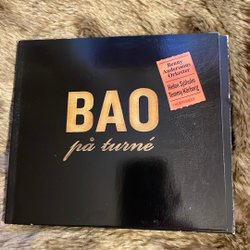 BAO
på turné
Benny
Anderssons
Orkester
Helen Sjöholm
Tommy Körberg